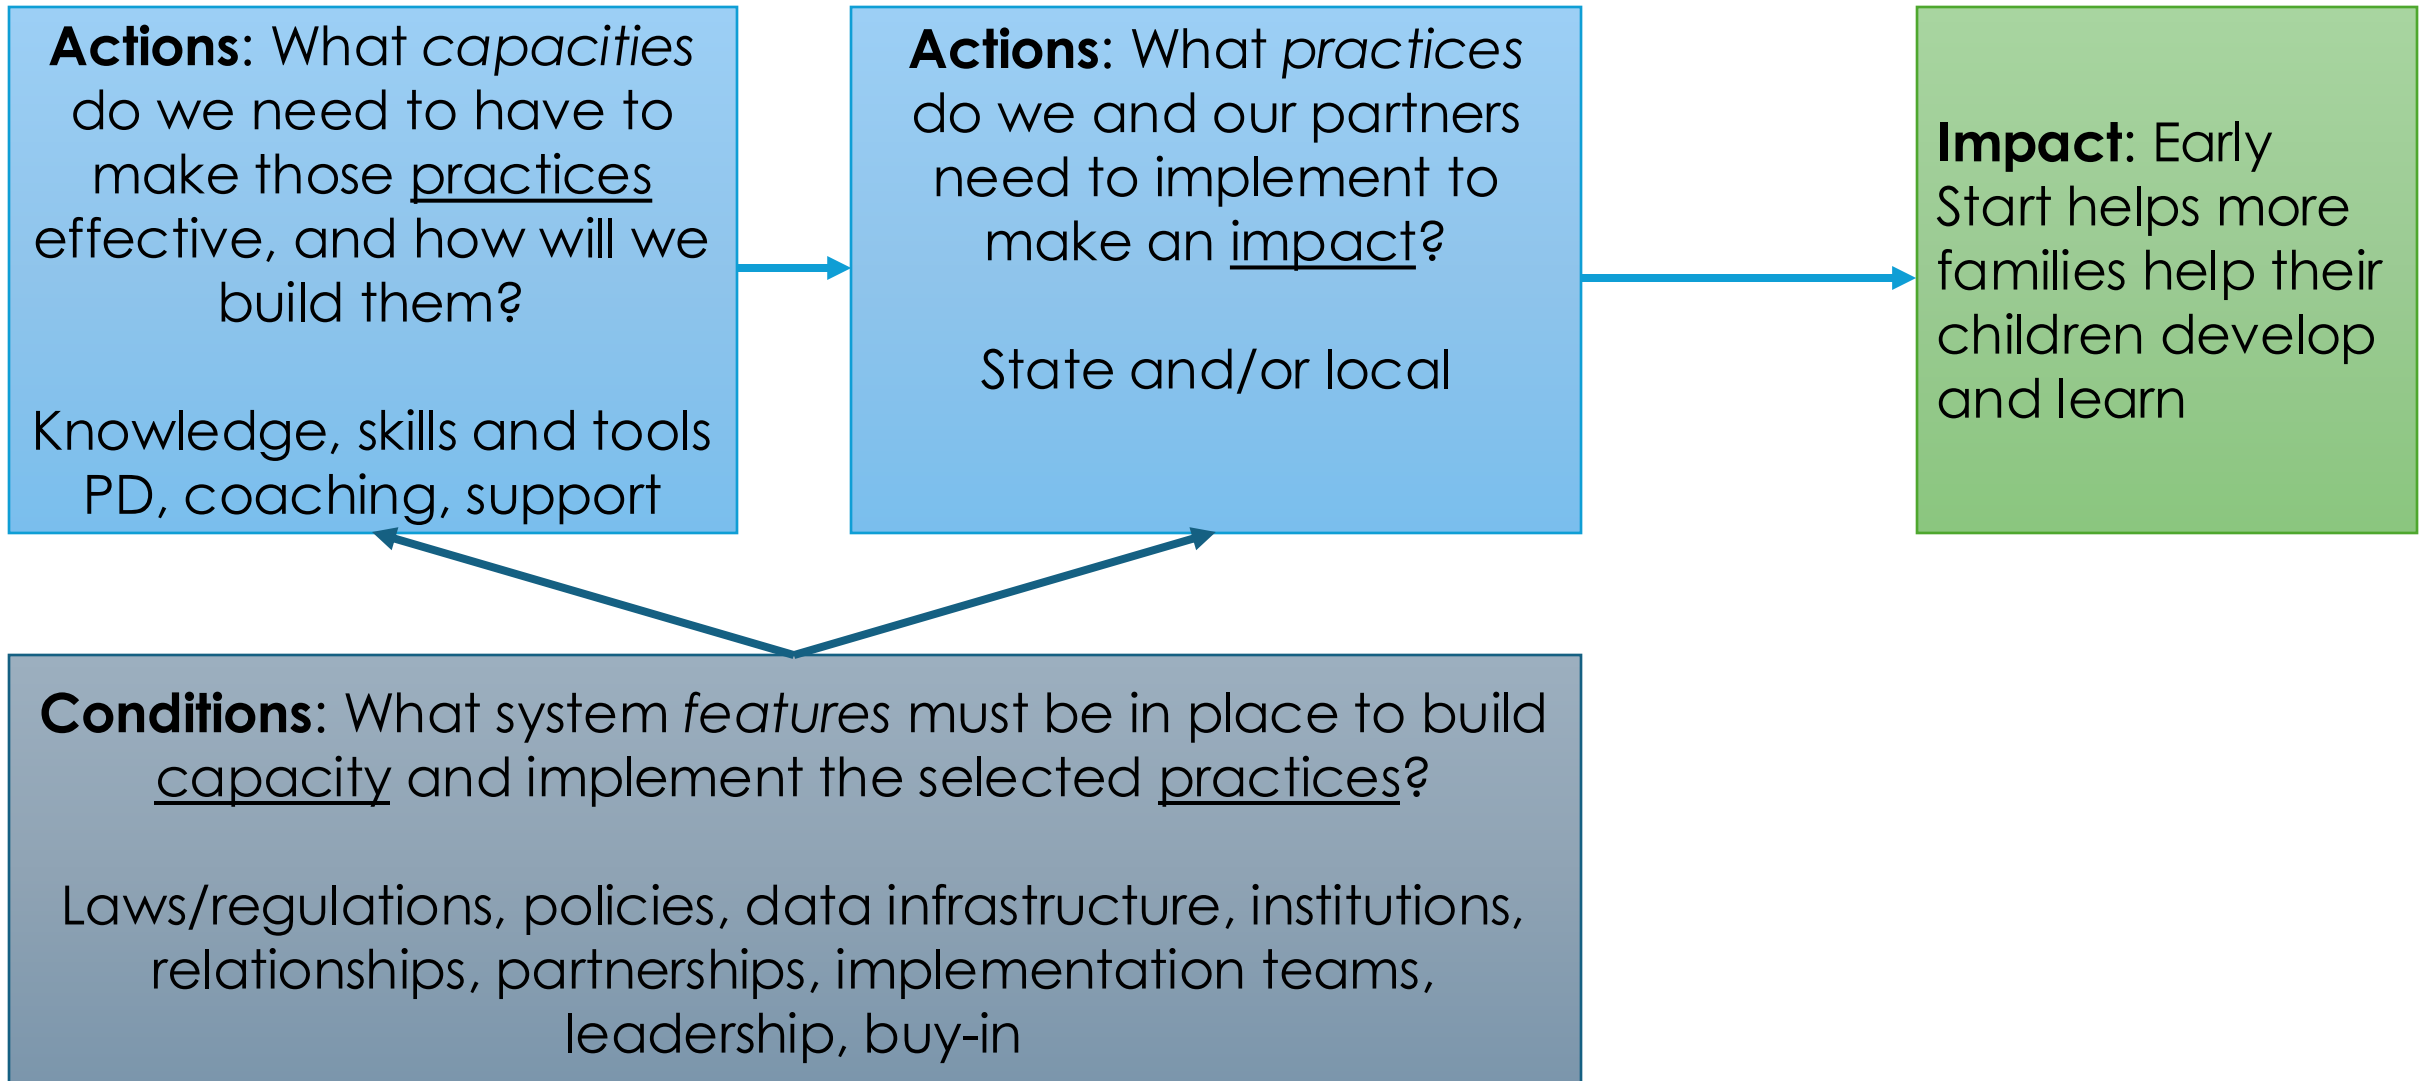 Actions: What capacities
do we need to have to
make those practices
effective, and how will we
build them?
Knowledge, skills and tools
PD, coaching, support
Actions: What practices
do we and our partners
need to implement to
make an impact?
State and/or local
Impact: Early
Start helps more
families help their
children develop
and learn
Conditions: What system features must be in place to build
capacity and implement the selected practices?
Laws/regulations, policies, data infrastructure, institutions,
relationships, partnerships, implementation teams,
leadership, buy-in